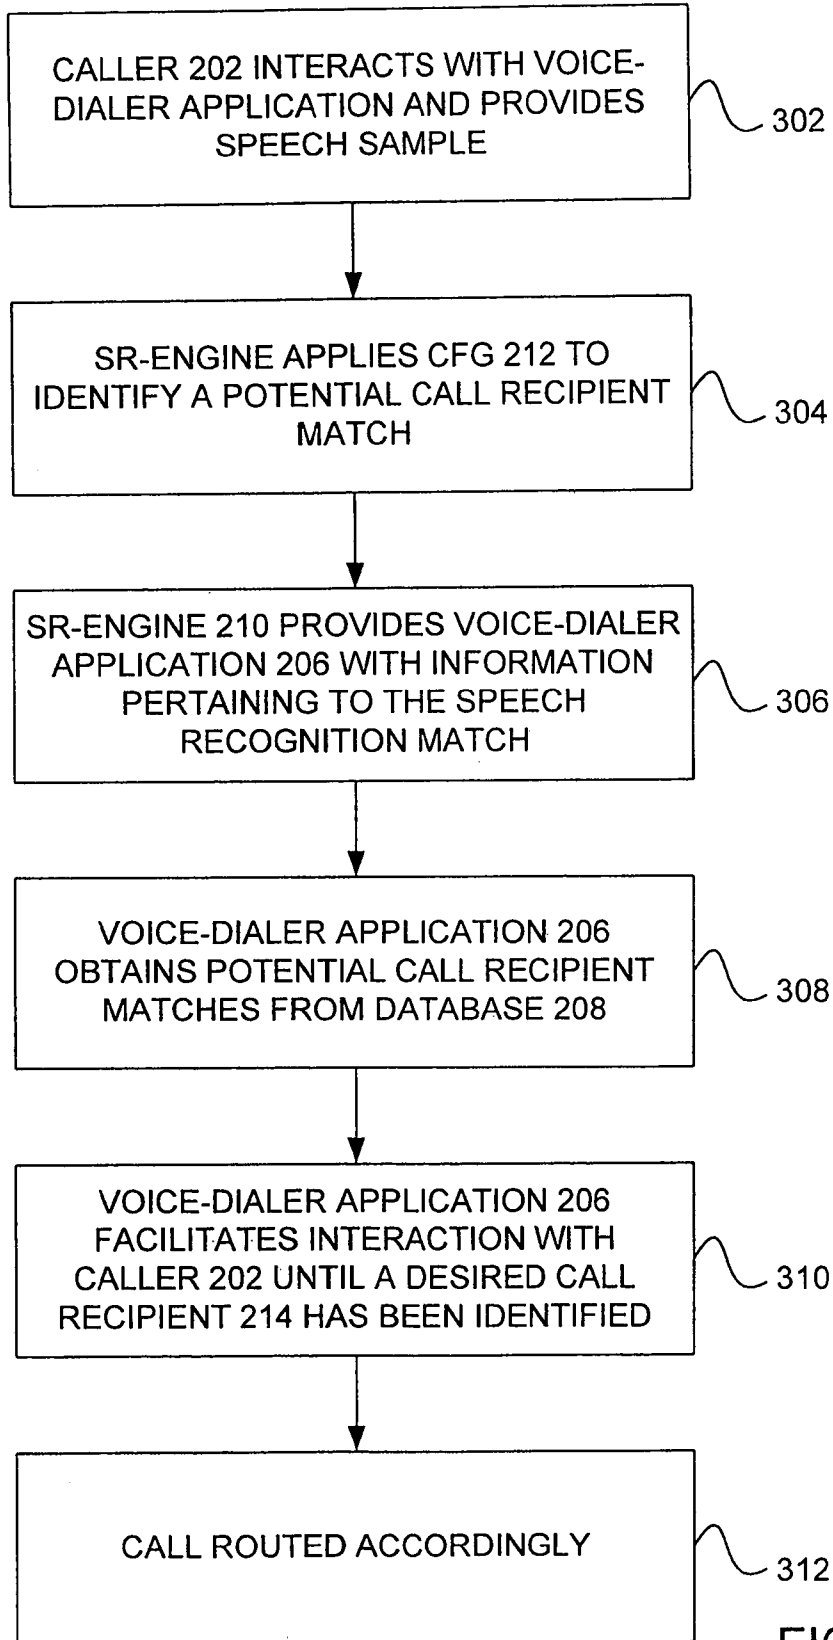 CALLER 202 INTERACTS WITH VOICE-
DIALER APPLICATION AND PROVIDES
SPEECH SAMPLE
302
SR-ENGINE APPLIES CFG 212 TO
IDENTIFY A POTENTIAL CALL RECIPIENT
MATCH
304
SR-ENGINE 210 PROVIDES VOICE-DIALER
APPLICATION 206 WITH INFORMATION
PERTAINING TO THE SPEECH
RECOGNITION MATCH
306
VOICE-DIALER APPLICATION 206
OBTAINS POTENTIAL CALL RECIPIENT
MATCHES FROM DATABASE 208
308
VOICE-DIALER APPLICATION 206
FACILITATES INTERACTION WITH
CALLER 202 UNTIL A DESIRED CALL
RECIPIENT 214 HAS BEEN IDENTIFIED
310
CALL ROUTED ACCORDINGLY
312